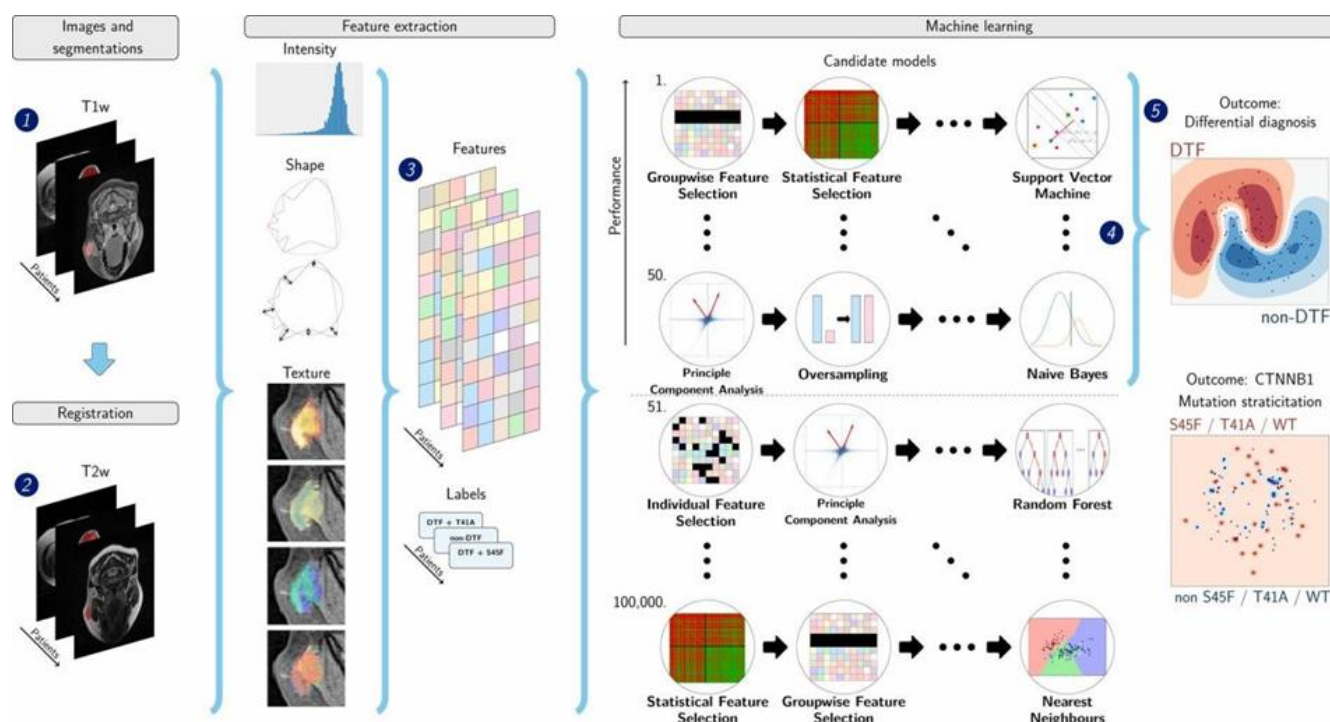 Images and
segmentations
1
T1w
Patients
Registration
2
T2w
Patients
Feature extraction
Intensity
Shape
Texture
3
Features
Patients
Labels
DTF + T41A
non-DTF
DTF + S45F
Patients
Machine learning
Candidate models
Performance
1.
Groupwise Feature
Selection
Statistical Feature
Selection
Support Vector
Machine
4
50.
Principle
Component Analysis
Oversampling
Naive Bayes
51.
Individual Feature
Selection
Principle
Component Analysis
Random Forest
100,000.
Statistical Feature
Selection
Groupwise Feature
Selection
Nearest
Neighbours
5
Outcome:
Differential diagnosis
DTF
non-DTF
Outcome: CTNNB1
Mutation straticitation
S45F / T41A / WT
non S45F / T41A / WT